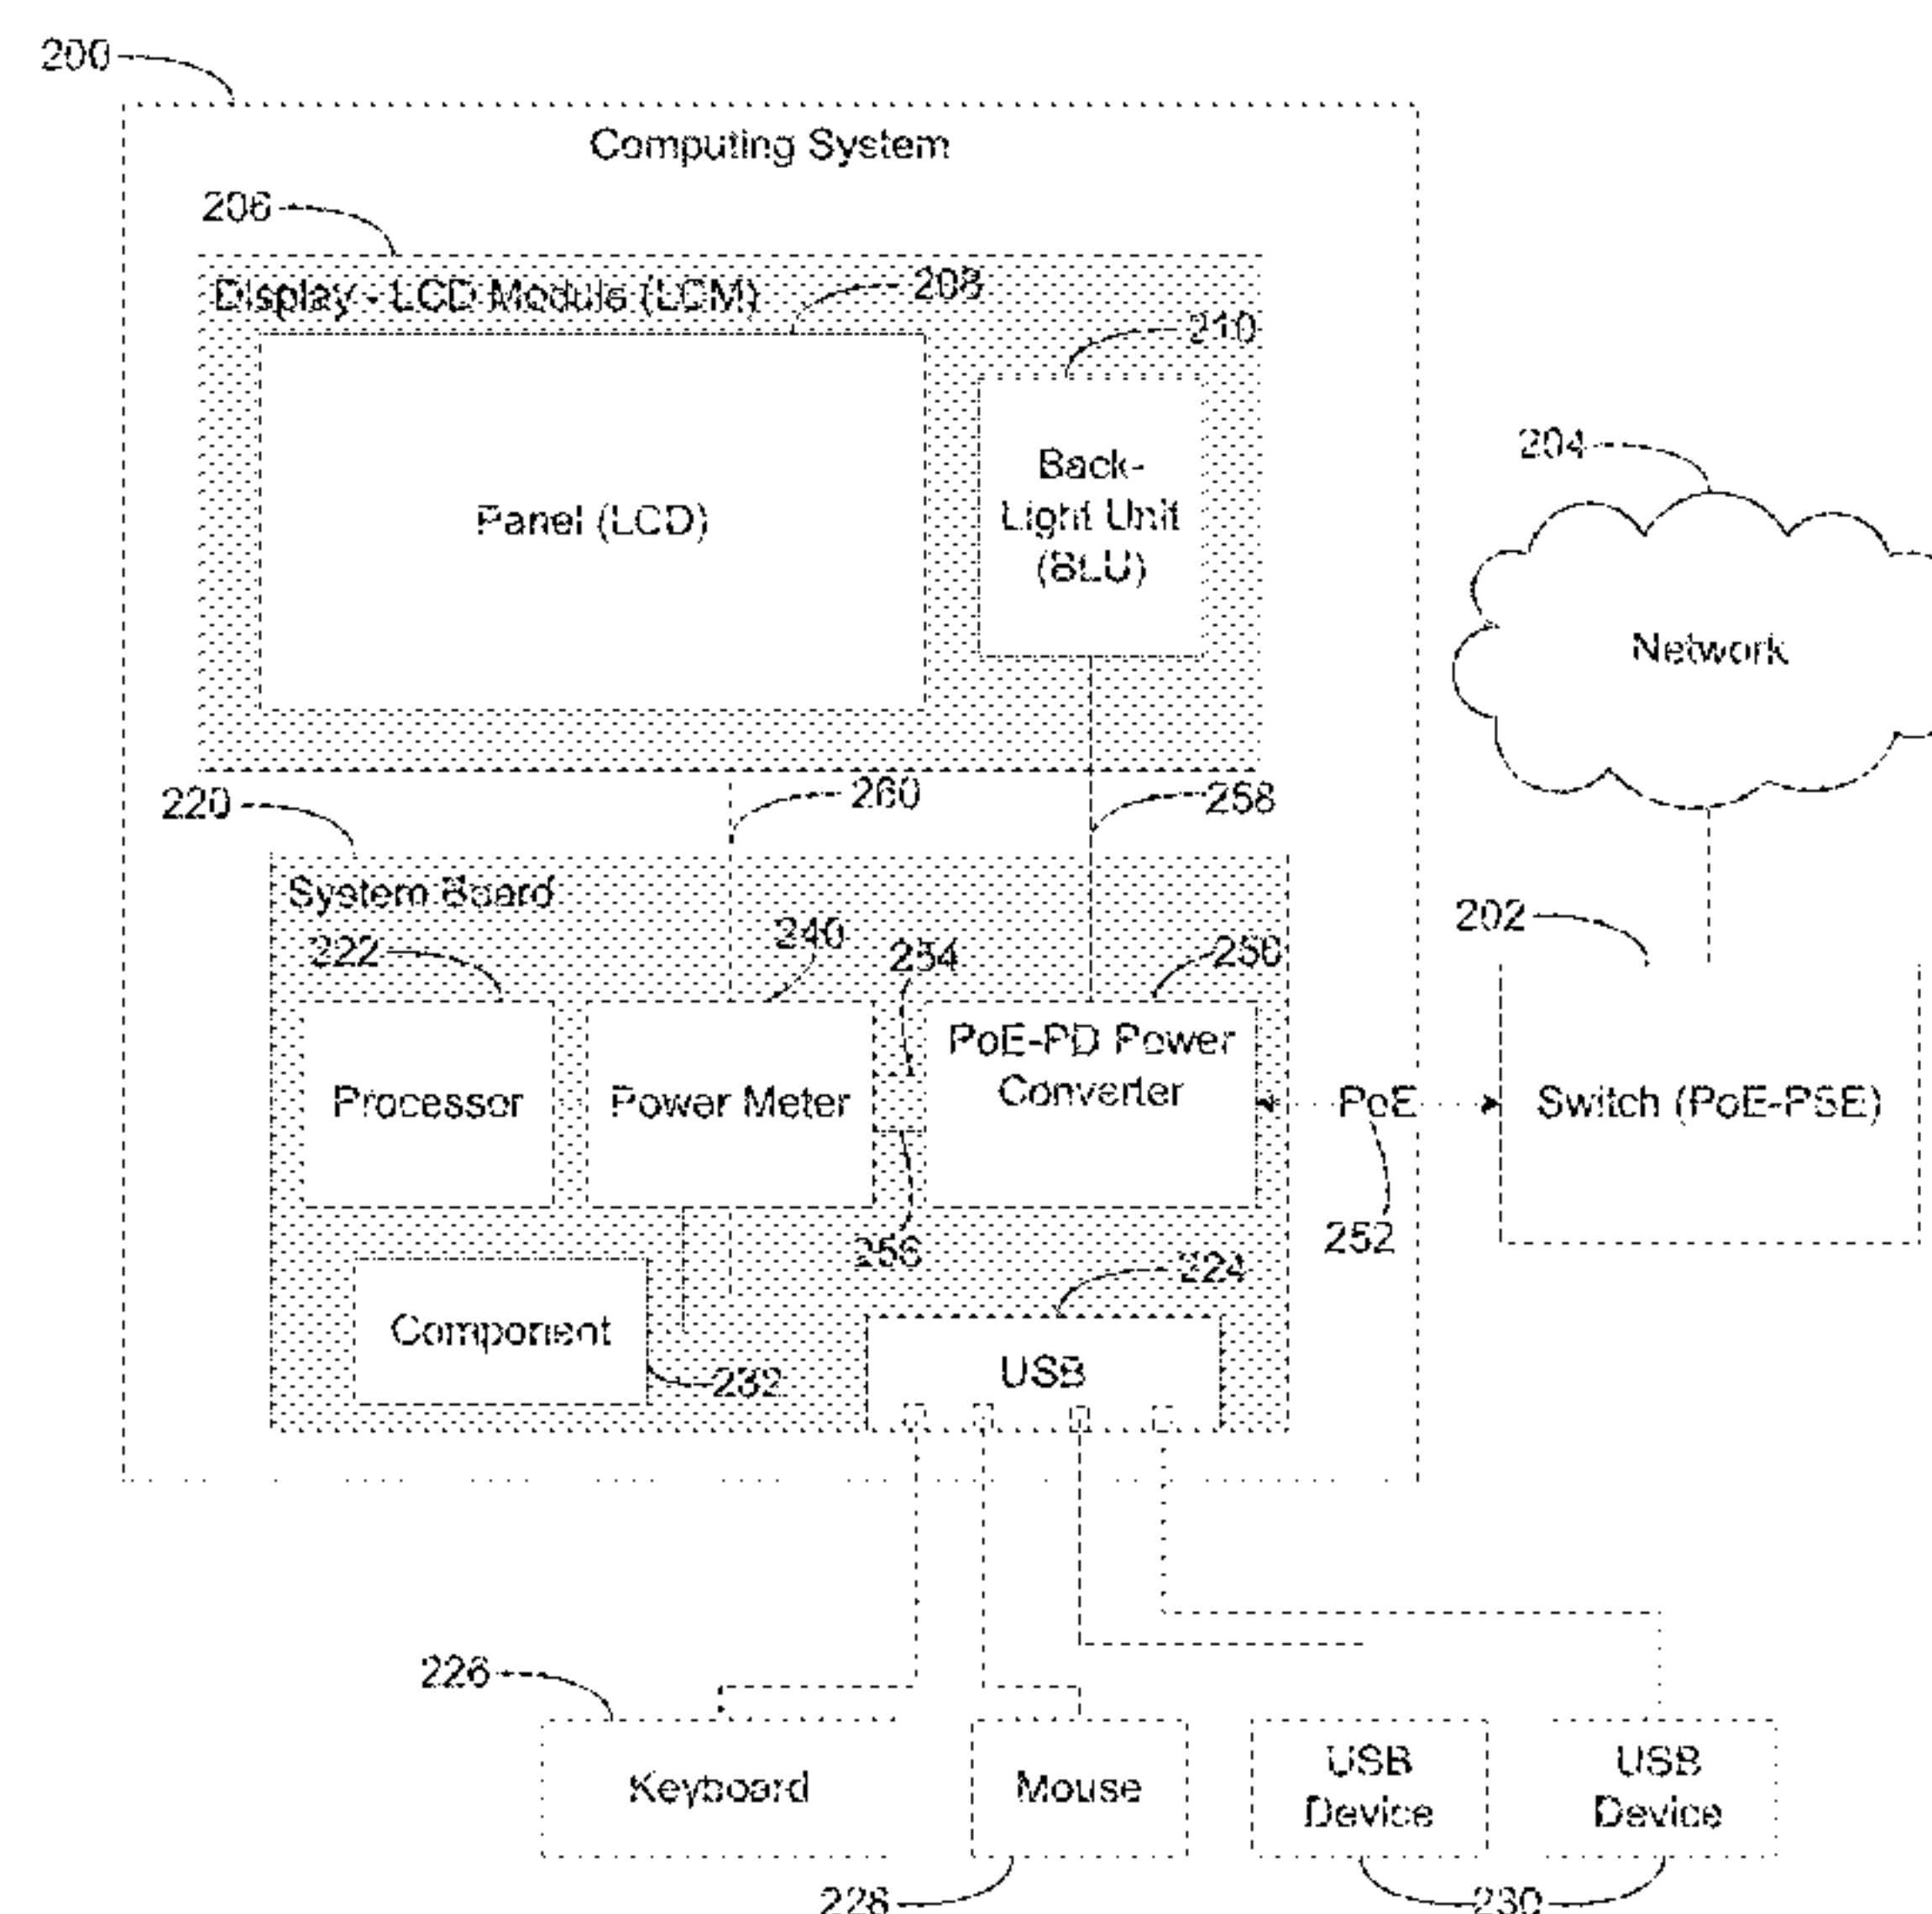 200
Computing System
206
Display - LCD Module (LCM)
208
210
Panel (LCD)
Back-
Light Unit
(BLU)
204
Network
220
260
258
System Board
222
240
254
250
202
Processor
Power Meter
PoE-PD Power
Converter
PoE
Switch (PoE-PSE)
252
256
224
Component
232
USB
226
Keyboard
Mouse
USB
Device
USB
Device
228
230